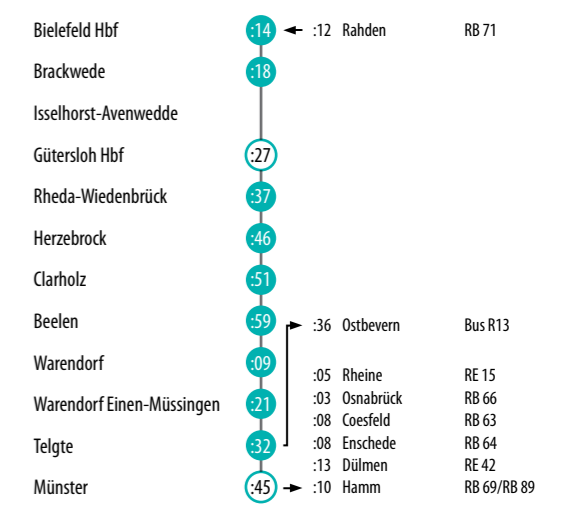 Bielefeld Hbf :14 :12 Rahden RB 71
Brackwede :18
Isselhorst-Avenwedde
Gütersloh Hbf :27
Rheda-Wiedenbrück :37
Herzebrock :46
Clarholz :51
Beelen :59 :36 Ostbevern Bus R13
Warendorf :09
:05 Rheine RE 15
:03 Osnabrück RB 66
Warendorf Einen-Müssingen :21
:08 Coesfeld RB 63
Telgte :32 :08 Enschede RB 64
:13 Dülmen RE 42
Münster :45 :10 Hamm RB 69/RB 89